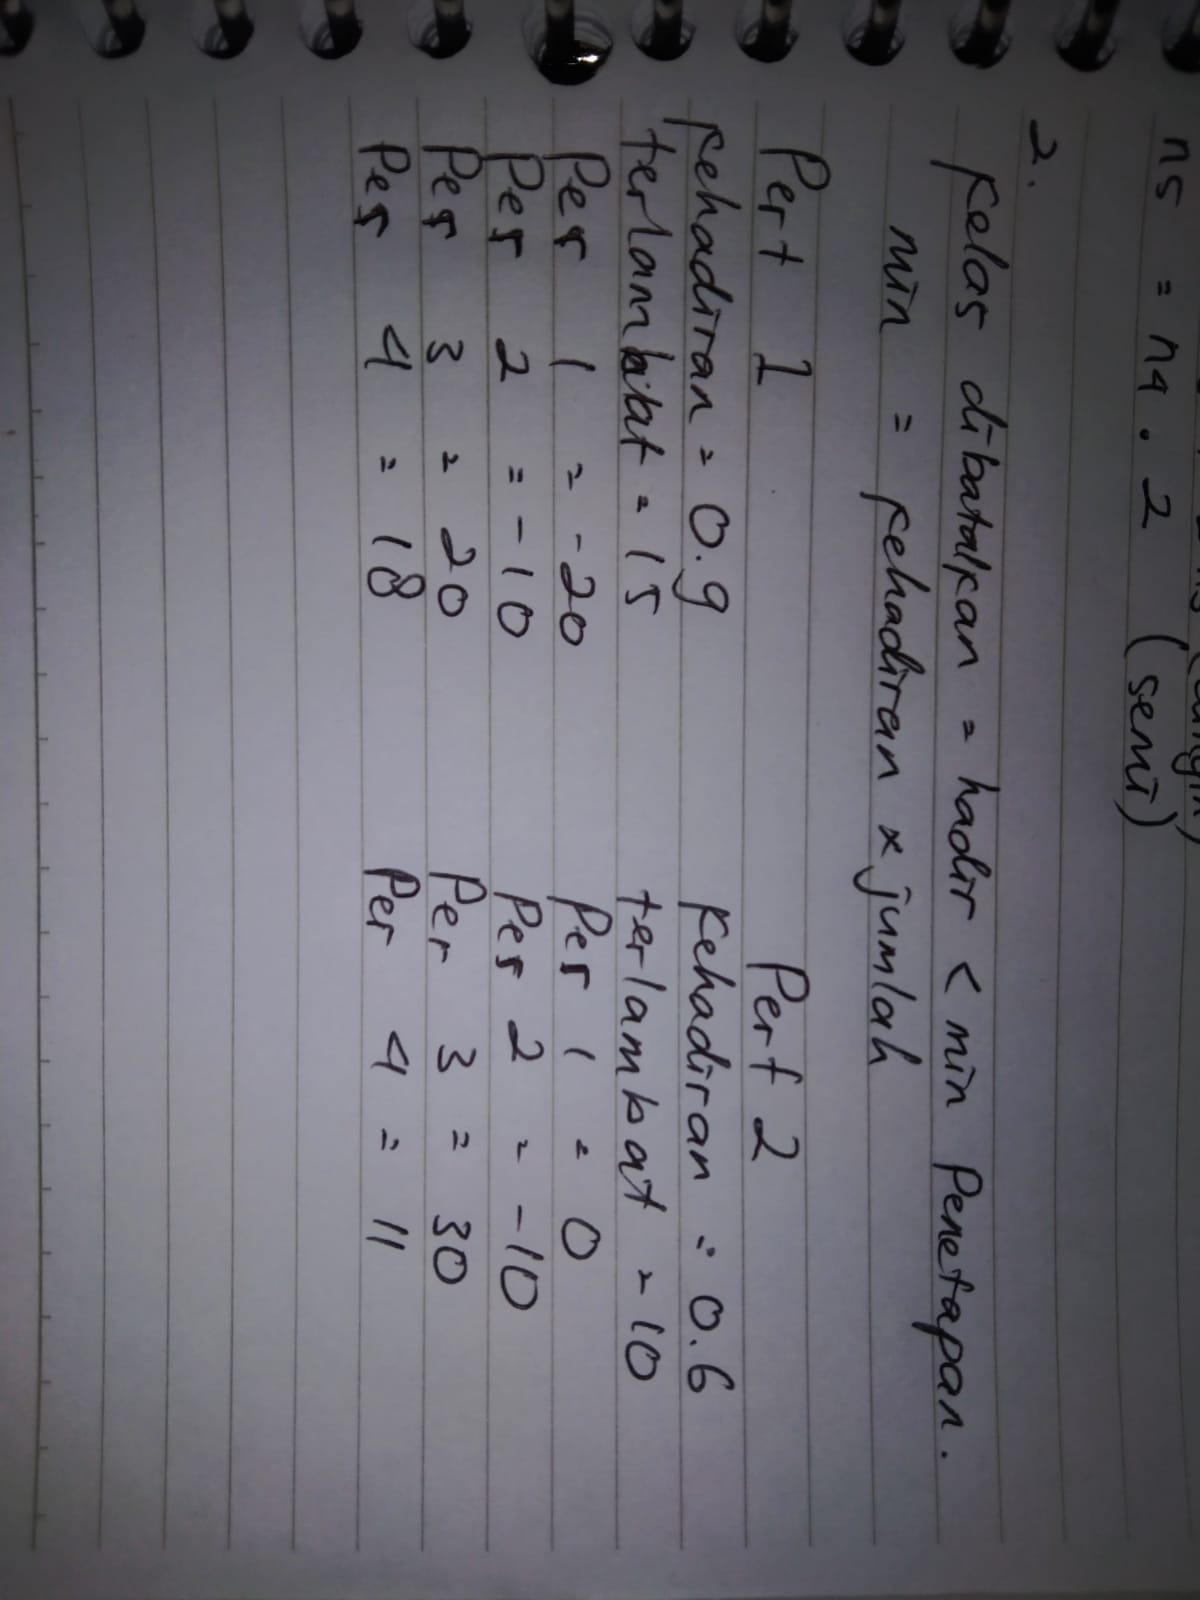 n5 = n4 . 2 (semi)
2.
Kelas dibatalkan = hadir < min Penetapan.
min = kehadiran x jumlah
Pert 1
kehadiran = 0.9
terlambat = 15
Per 1 = -20
Per 2 = -10
Per 3 = 20
Per 4 = 18
Pert 2
Kehadiran = 0.6
terlambat = 10
Per 1 = 0
Per 2 = -10
Per 3 = 30
Per 4 = 11